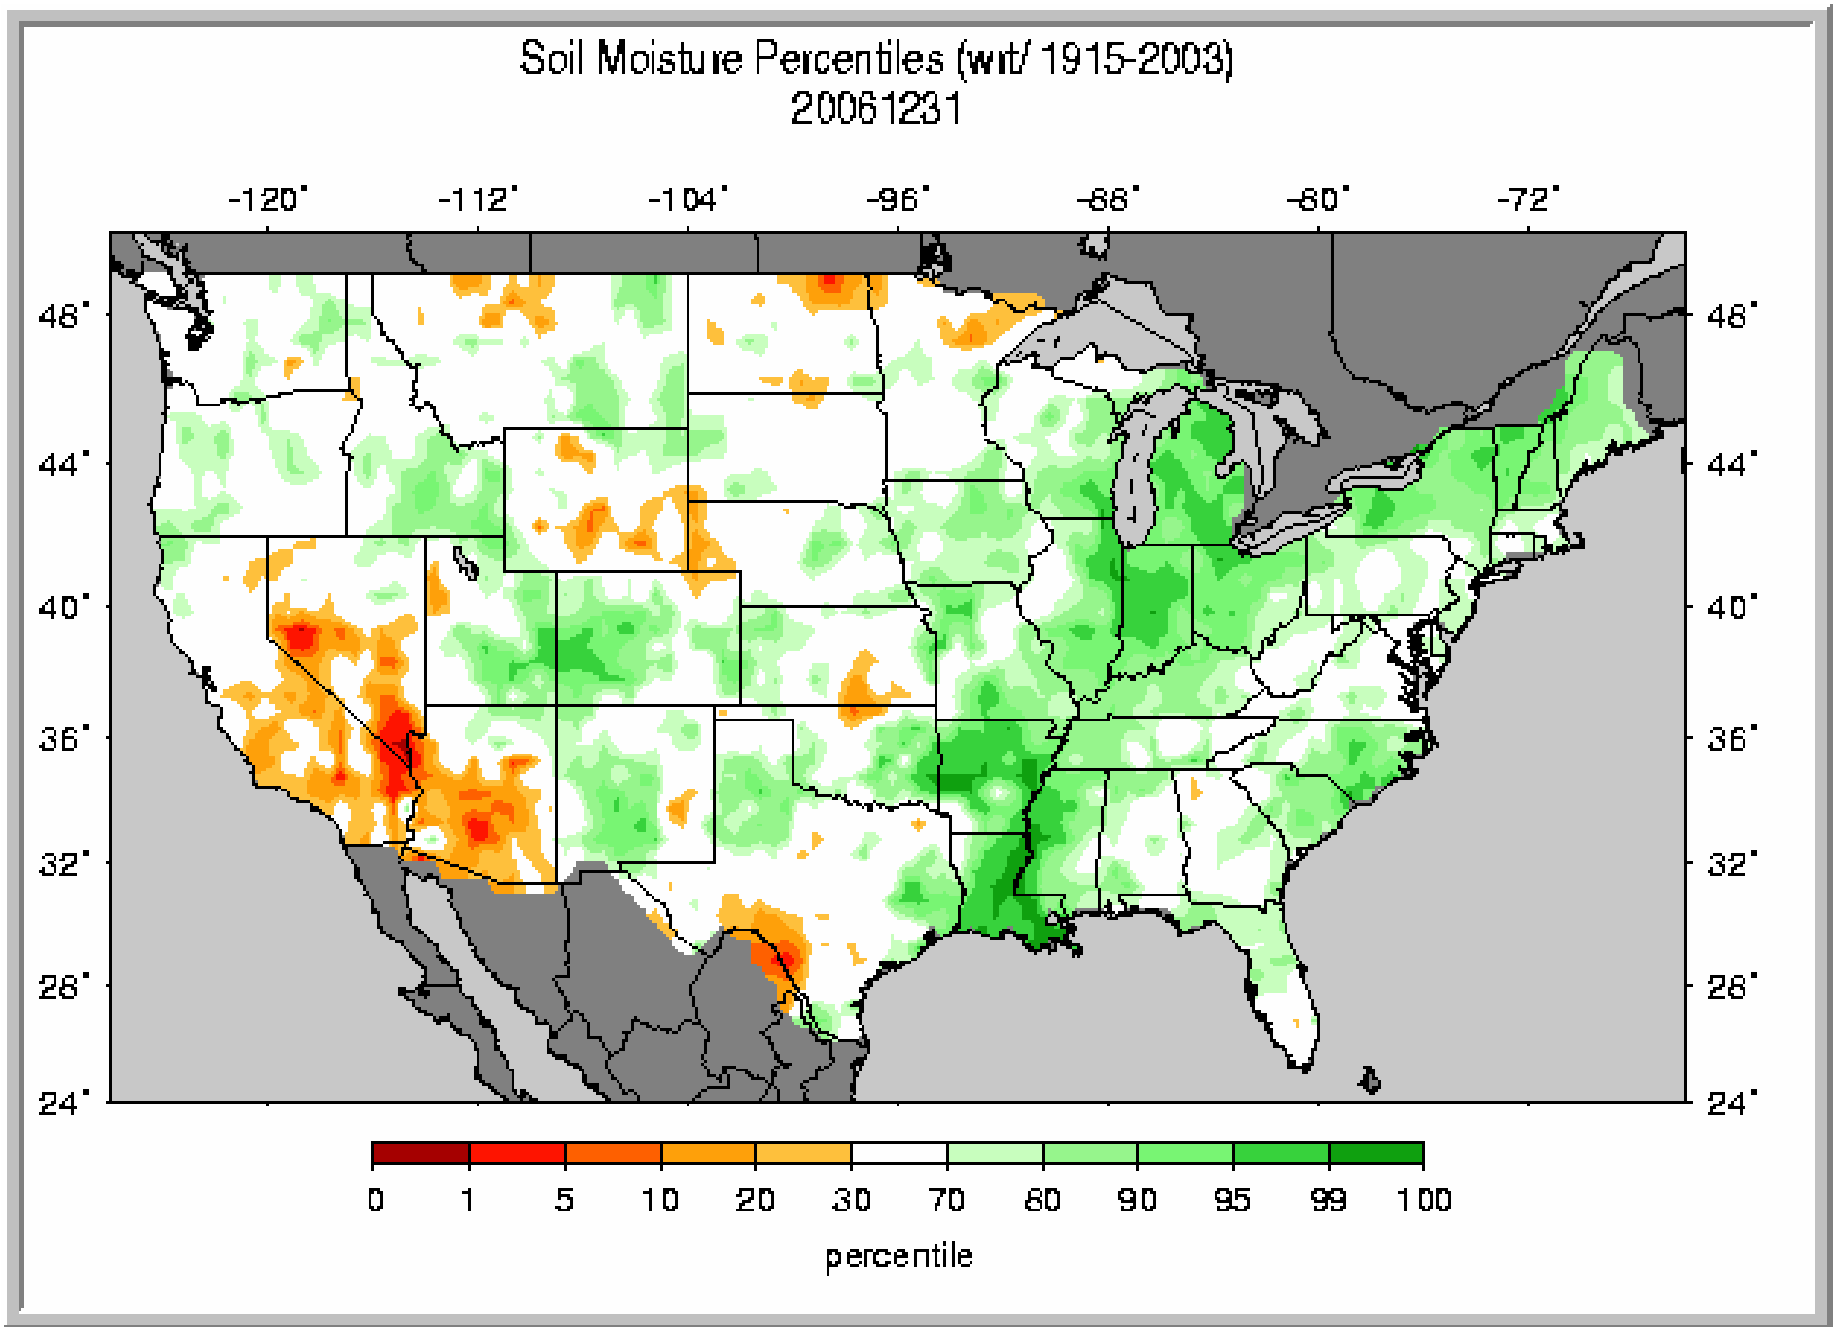 Soil Moisture Percentiles (wrt/ 1915-2003)
20061231
-120° -112° -104° -96° -88° -80° -72°
48° 48°
44° 44°
40° 40°
36° 36°
32° 32°
28° 28°
24° 24°
0 1 5 10 20 30 70 80 90 95 99 100
percentile